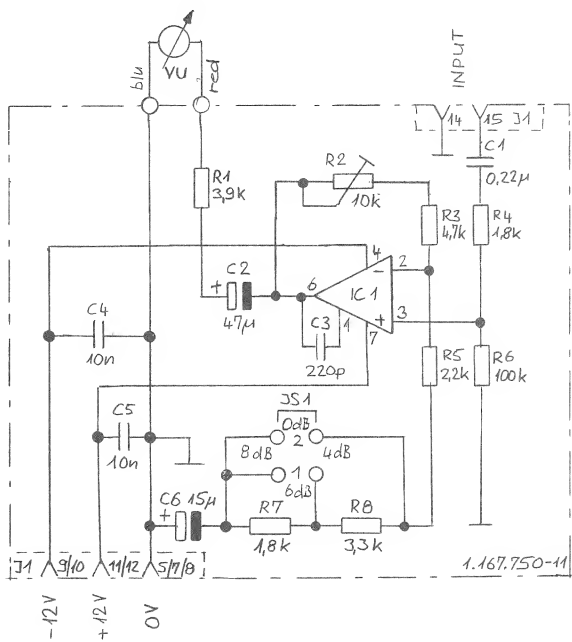 VU
blu
red
INPUT
14
15
J1
C1
0,22µ
R1
3,9k
R2
10k
R3
4,7k
R4
1,8k
4
C2
+
47µ
6
IC1
-
2
+
3
C3
1
7
220p
C4
10n
R5
2,2k
R6
100k
JS1
0dB
2
8dB
4dB
1
6dB
C5
10n
C6 15µ
+
R7
1,8k
R8
3,3k
J1 9/10
11/12
5/7/8
1.167.750-11
-12V
+12V
0V